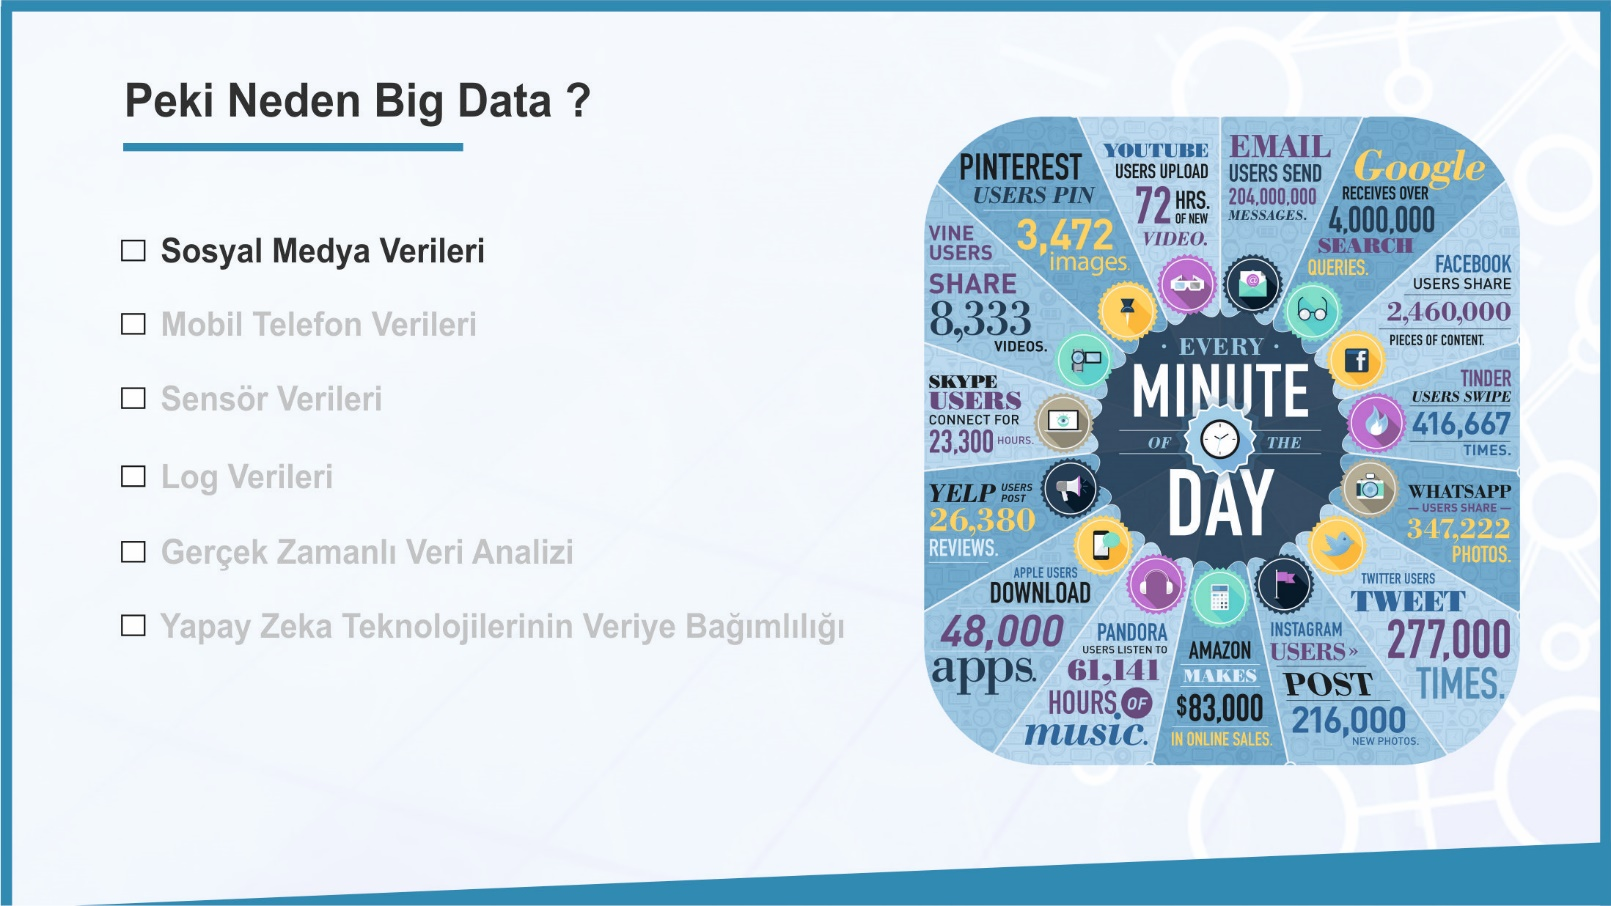 Peki Neden Big Data ?
☐ Sosyal Medya Verileri
☐ Mobil Telefon Verileri
☐ Sensör Verileri
☐ Log Verileri
☐ Gerçek Zamanlı Veri Analizi
☐ Yapay Zeka Teknolojilerinin Veriye Bağımlılığı
· EVERY ·
MINUTE
OF THE
DAY
PINTEREST
USERS PIN
3,472
images.
YOUTUBE
USERS UPLOAD
72 HRS.
OF NEW
VIDEO.
EMAIL
USERS SEND
204,000,000
MESSAGES.
Google
RECEIVES OVER
4,000,000
SEARCH
QUERIES.
FACEBOOK
USERS SHARE
2,460,000
PIECES OF CONTENT.
TINDER
USERS SWIPE
416,667
TIMES.
WHATSAPP
— USERS SHARE —
347,222
PHOTOS.
TWITTER USERS
TWEET
277,000
TIMES.
INSTAGRAM
USERS»
POST
216,000
NEW PHOTOS.
AMAZON
MAKES
$83,000
IN ONLINE SALES.
PANDORA
USERS LISTEN TO
61,141
HOURS OF
music.
APPLE USERS
DOWNLOAD
48,000
apps.
YELP USERS
POST
26,380
REVIEWS.
SKYPE
USERS
CONNECT FOR
23,300 HOURS.
VINE
USERS
SHARE
8,333
VIDEOS.